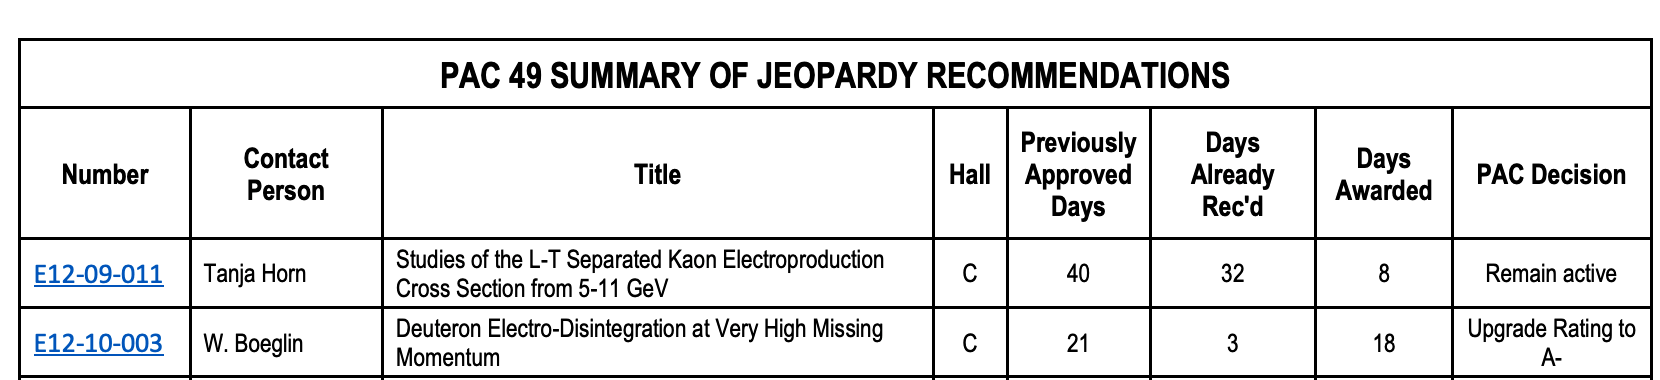 PAC 49 SUMMARY OF JEOPARDY RECOMMENDATIONS
Number
Contact
Person
Title
Hall
Previously
Approved
Days
Days
Already
Rec'd
Days
Awarded
PAC Decision
E12-09-011
Tanja Horn
Studies of the L-T Separated Kaon Electroproduction
Cross Section from 5-11 GeV
C
40
32
8
Remain active
E12-10-003
W. Boeglin
Deuteron Electro-Disintegration at Very High Missing
Momentum
C
21
3
18
Upgrade Rating to
A-